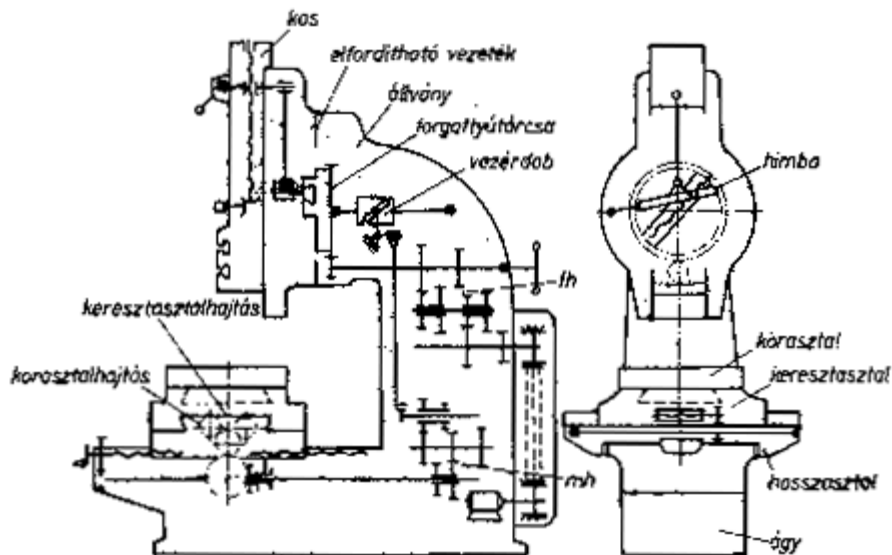 kos
elfordítható vezeték
állvány
forgattyútárcsa
vezérdob
himba
fh
keresztasztalhajtás
körasztalhajtás
körasztal
keresztasztal
mh
hosszasztal
ágy